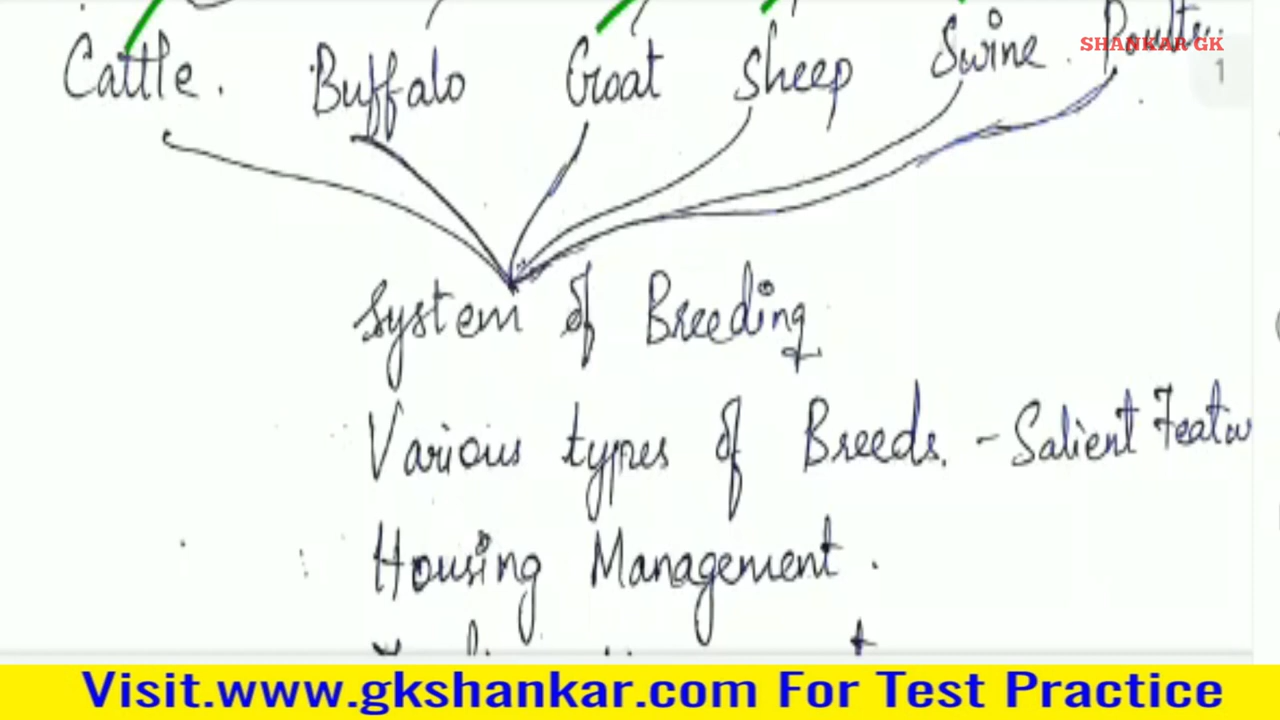 Cattle. Buffalo Goat Sheep Swine.
SHANKAR GK
1
System of Breeding
Various types of Breeds. - Salient
Housing Management.
Visit.www.gkshankar.com For Test Practice